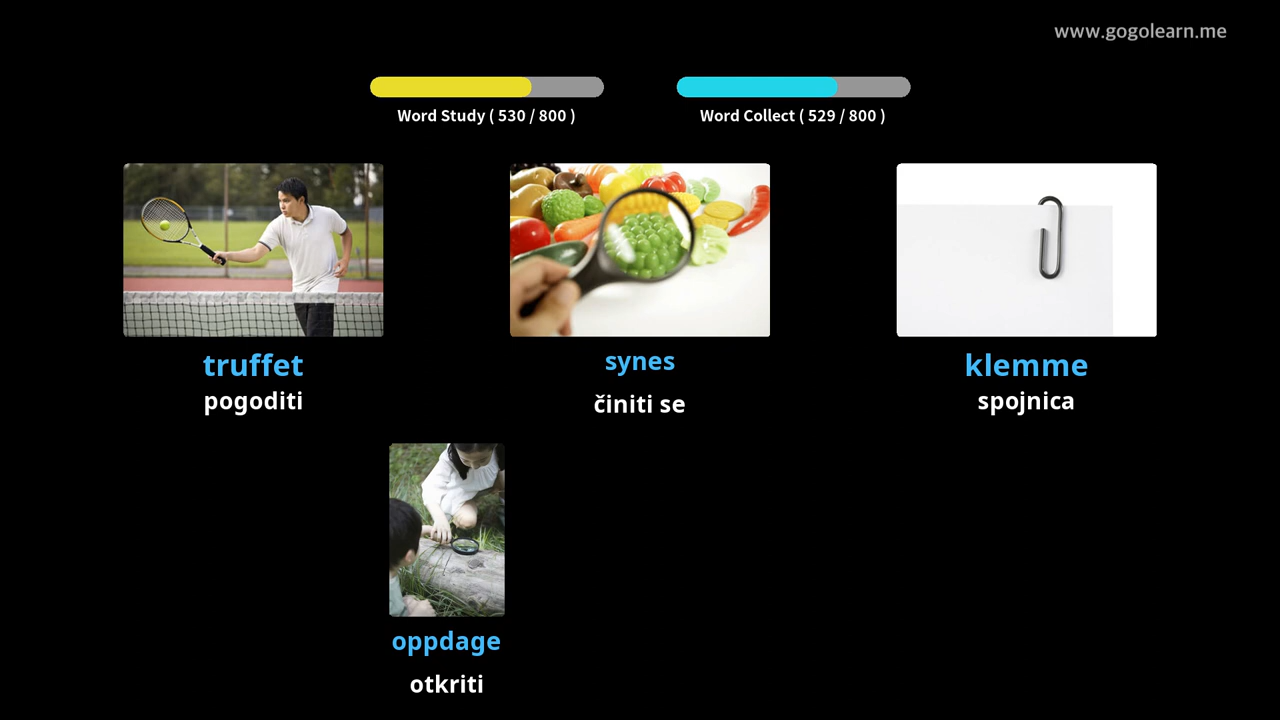 www.gogolearn.me
Word Study ( 530 / 800 )
Word Collect ( 529 / 800 )
truffet
pogoditi
synes
činiti se
klemme
spojnica
oppdage
otkriti